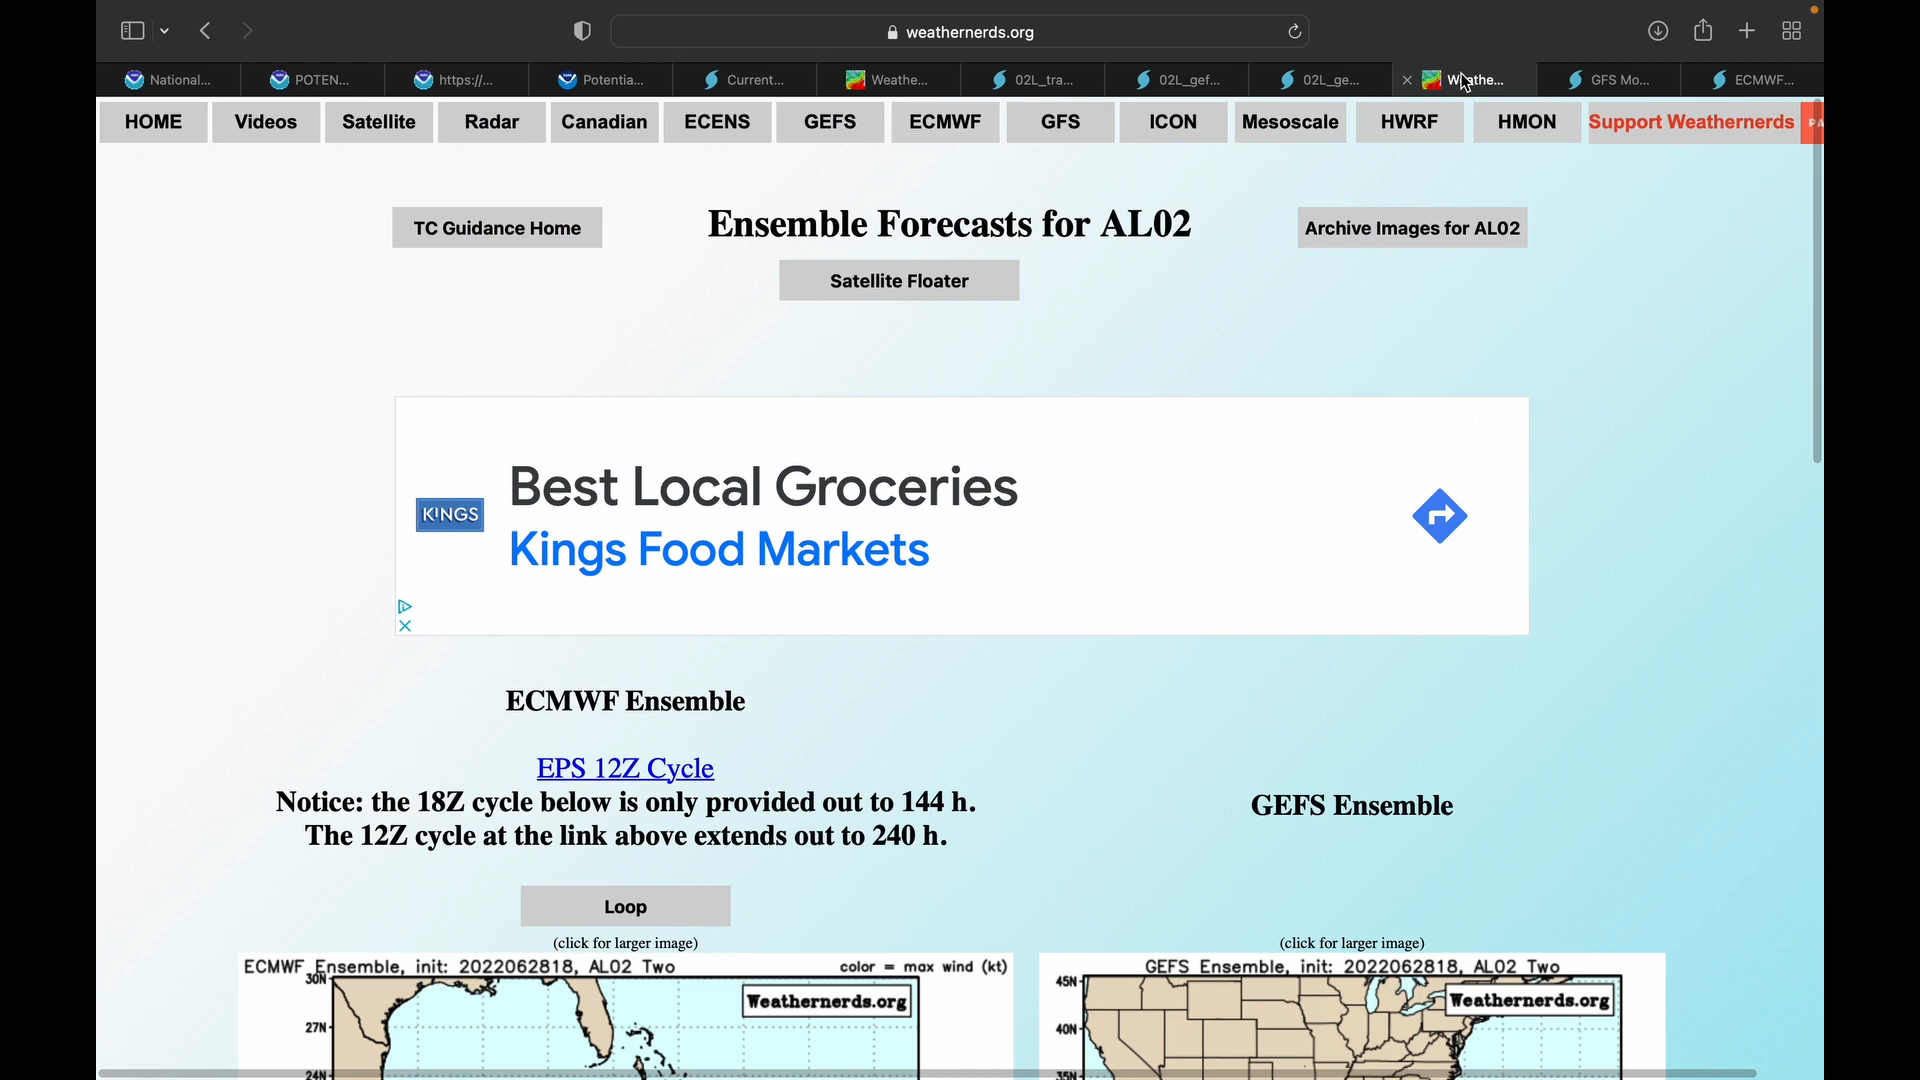 weathernerds.org
National...
POTEN...
https://...
Potentia...
Current...
Weathe...
02L_tra...
02L_gef...
02L_ge...
GFS Mo...
ECMWF...
HOME
Videos
Satellite
Radar
Canadian
ECENS
GEFS
ECMWF
GFS
ICON
Mesoscale
HWRF
HMON
Support Weathernerds
PA
TC Guidance Home
Ensemble Forecasts for AL02
Archive Images for AL02
Satellite Floater
KINGS
Best Local Groceries
Kings Food Markets
ECMWF Ensemble
EPS 12Z Cycle
Notice: the 18Z cycle below is only provided out to 144 h.
The 12Z cycle at the link above extends out to 240 h.
GEFS Ensemble
Loop
(click for larger image)
(click for larger image)
ECMWF Ensemble, init: 2022062818, AL02 Two
color = max wind (kt)
30N
Weathernerds.org
27N
24N
GEFS Ensemble, init: 2022062818, AL02 Two
45N
Weathernerds.org
40N
35N